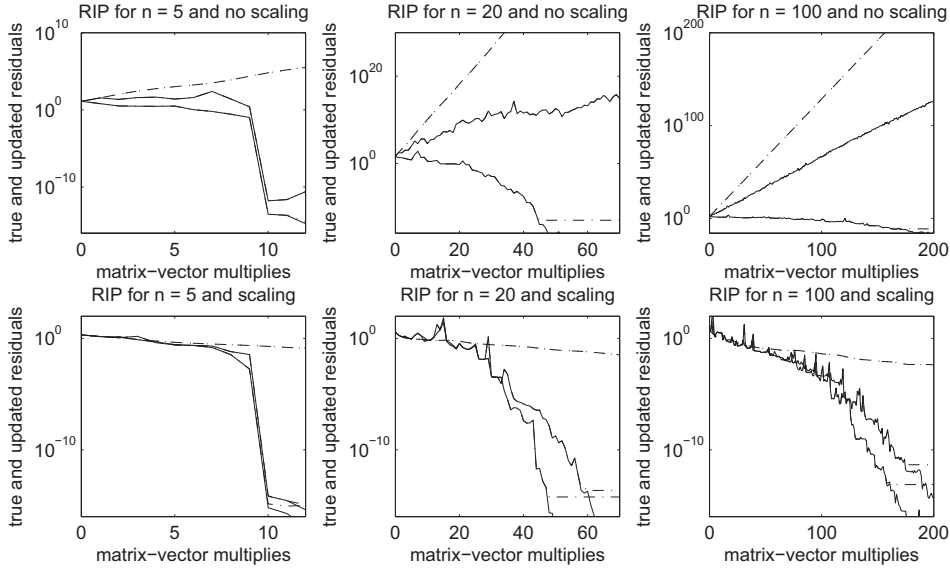 RIP for n = 5 and no scaling
true and updated residuals
10^10
10^0
10^-10
0 5 10
matrix-vector multiplies
RIP for n = 20 and no scaling
true and updated residuals
10^20
10^0
0 20 40 60
matrix-vector multiplies
RIP for n = 100 and no scaling
true and updated residuals
10^200
10^100
10^0
0 100 200
matrix-vector multiplies
RIP for n = 5 and scaling
true and updated residuals
10^0
10^-10
0 5 10
matrix-vector multiplies
RIP for n = 20 and scaling
true and updated residuals
10^0
10^-10
0 20 40 60
matrix-vector multiplies
RIP for n = 100 and scaling
true and updated residuals
10^0
10^-10
0 100 200
matrix-vector multiplies